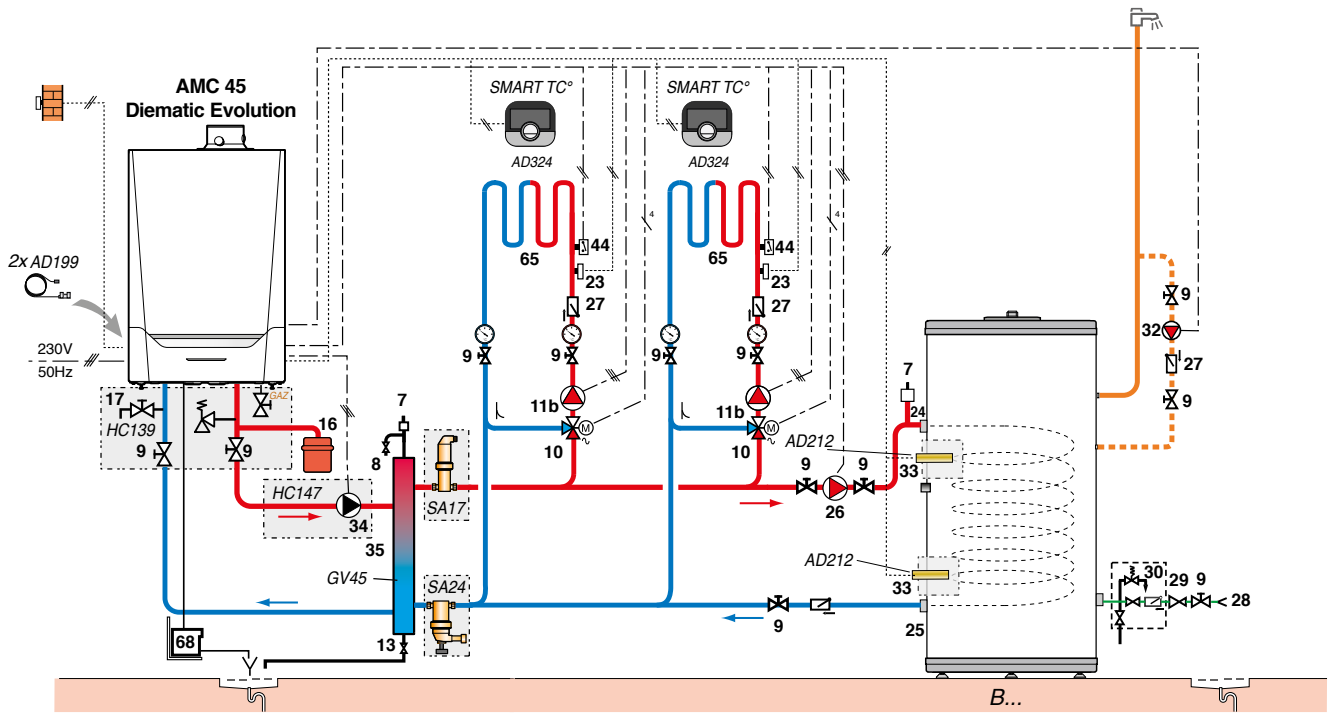 AMC 45
Diematic Evolution
SMART TC°
SMART TC°
AD324
AD324
4
4
2x AD199
230V
50Hz
44
44
65
65
23
23
27
27
9
9
9
9
9
32
27
9
11b
11b
M
M
10
10
17
HC139
GAZ
16
9
9
7
8
7
24
AD212
33
9
9
26
HC147
34
SA17
35
GV45
SA24
AD212
33
25
9
30
29
9
28
13
68
B...